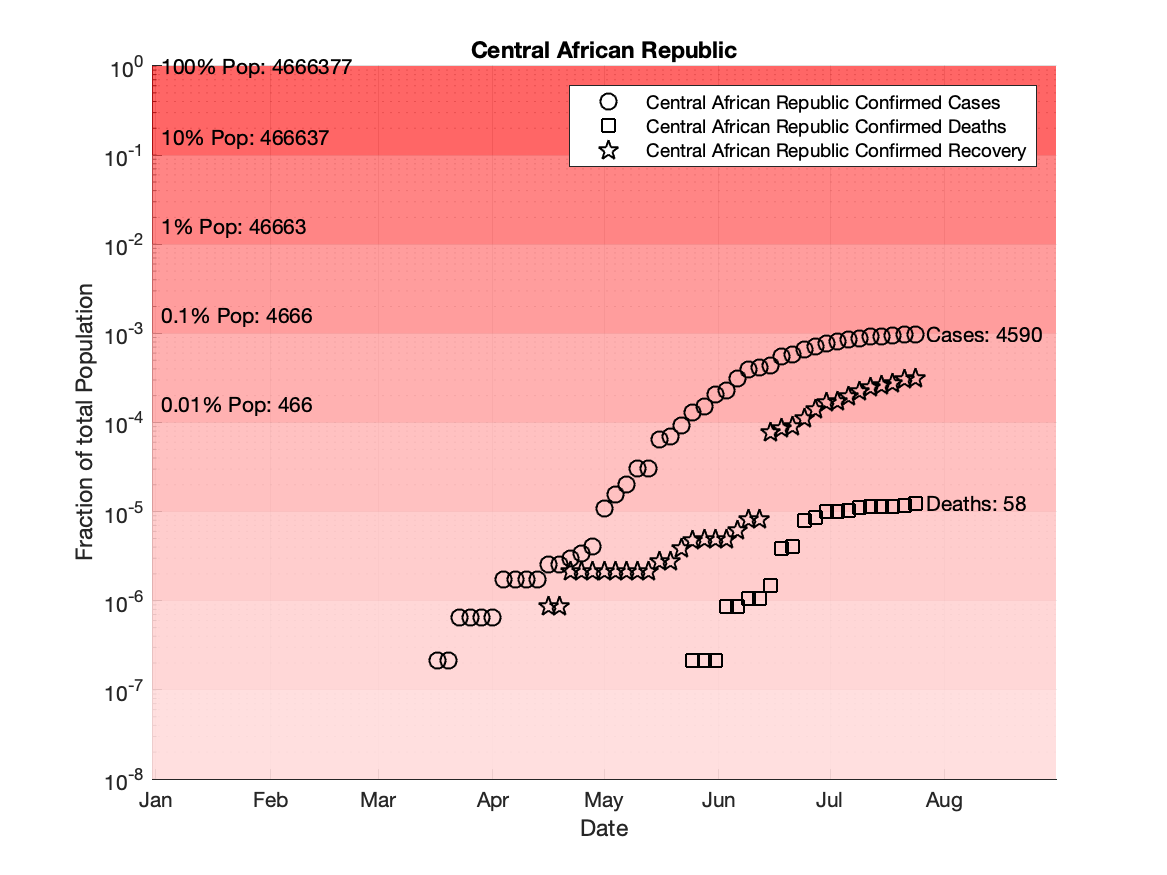 Central African Republic
10^0
100% Pop: 4666377
Central African Republic Confirmed Cases
Central African Republic Confirmed Deaths
Central African Republic Confirmed Recovery
10% Pop: 466637
10^-1
1% Pop: 46663
10^-2
0.1% Pop: 4666
10^-3
Cases: 4590
0.01% Pop: 466
10^-4
Deaths: 58
10^-5
10^-6
10^-7
10^-8
Fraction of total Population
Jan Feb Mar Apr May Jun Jul Aug
Date